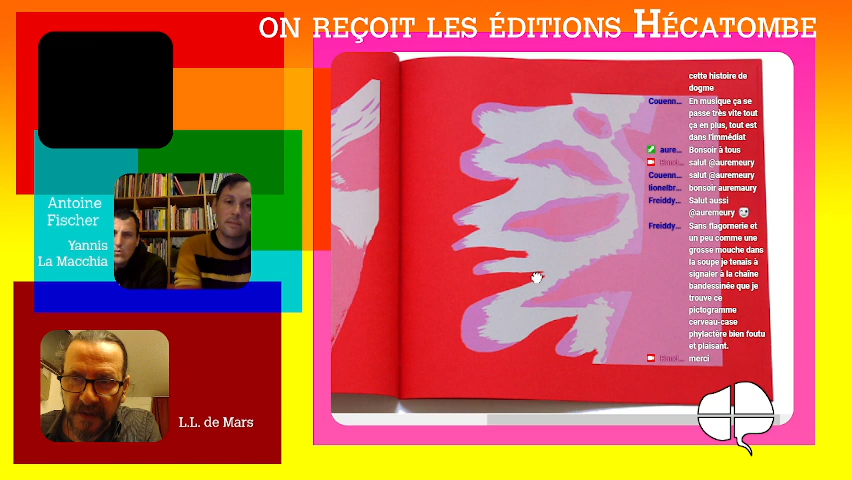 ON REÇOIT LES ÉDITIONS HÉCATOMBE
Antoine
Fischer
Yannis
La Macchia
L.L. de Mars
cette histoire de
dogme
Couenn... En musique ça se
passe très vite tout
ça en plus, tout est
dans l'immédiat
aure... Bonsoir à tous
salut @auremeury
Couenn... salut @auremeury
lionelbr... bonsoir auremaury
Freiddy... Salut aussi
@auremeury
Freiddy... Sans flagornerie et
un peu comme une
grosse mouche dans
la soupe je tenais à
signaler à la chaîne
bandessinée que je
trouve ce
pictogramme
cerveau-case
phylactère bien foutu
et plaisant.
merci